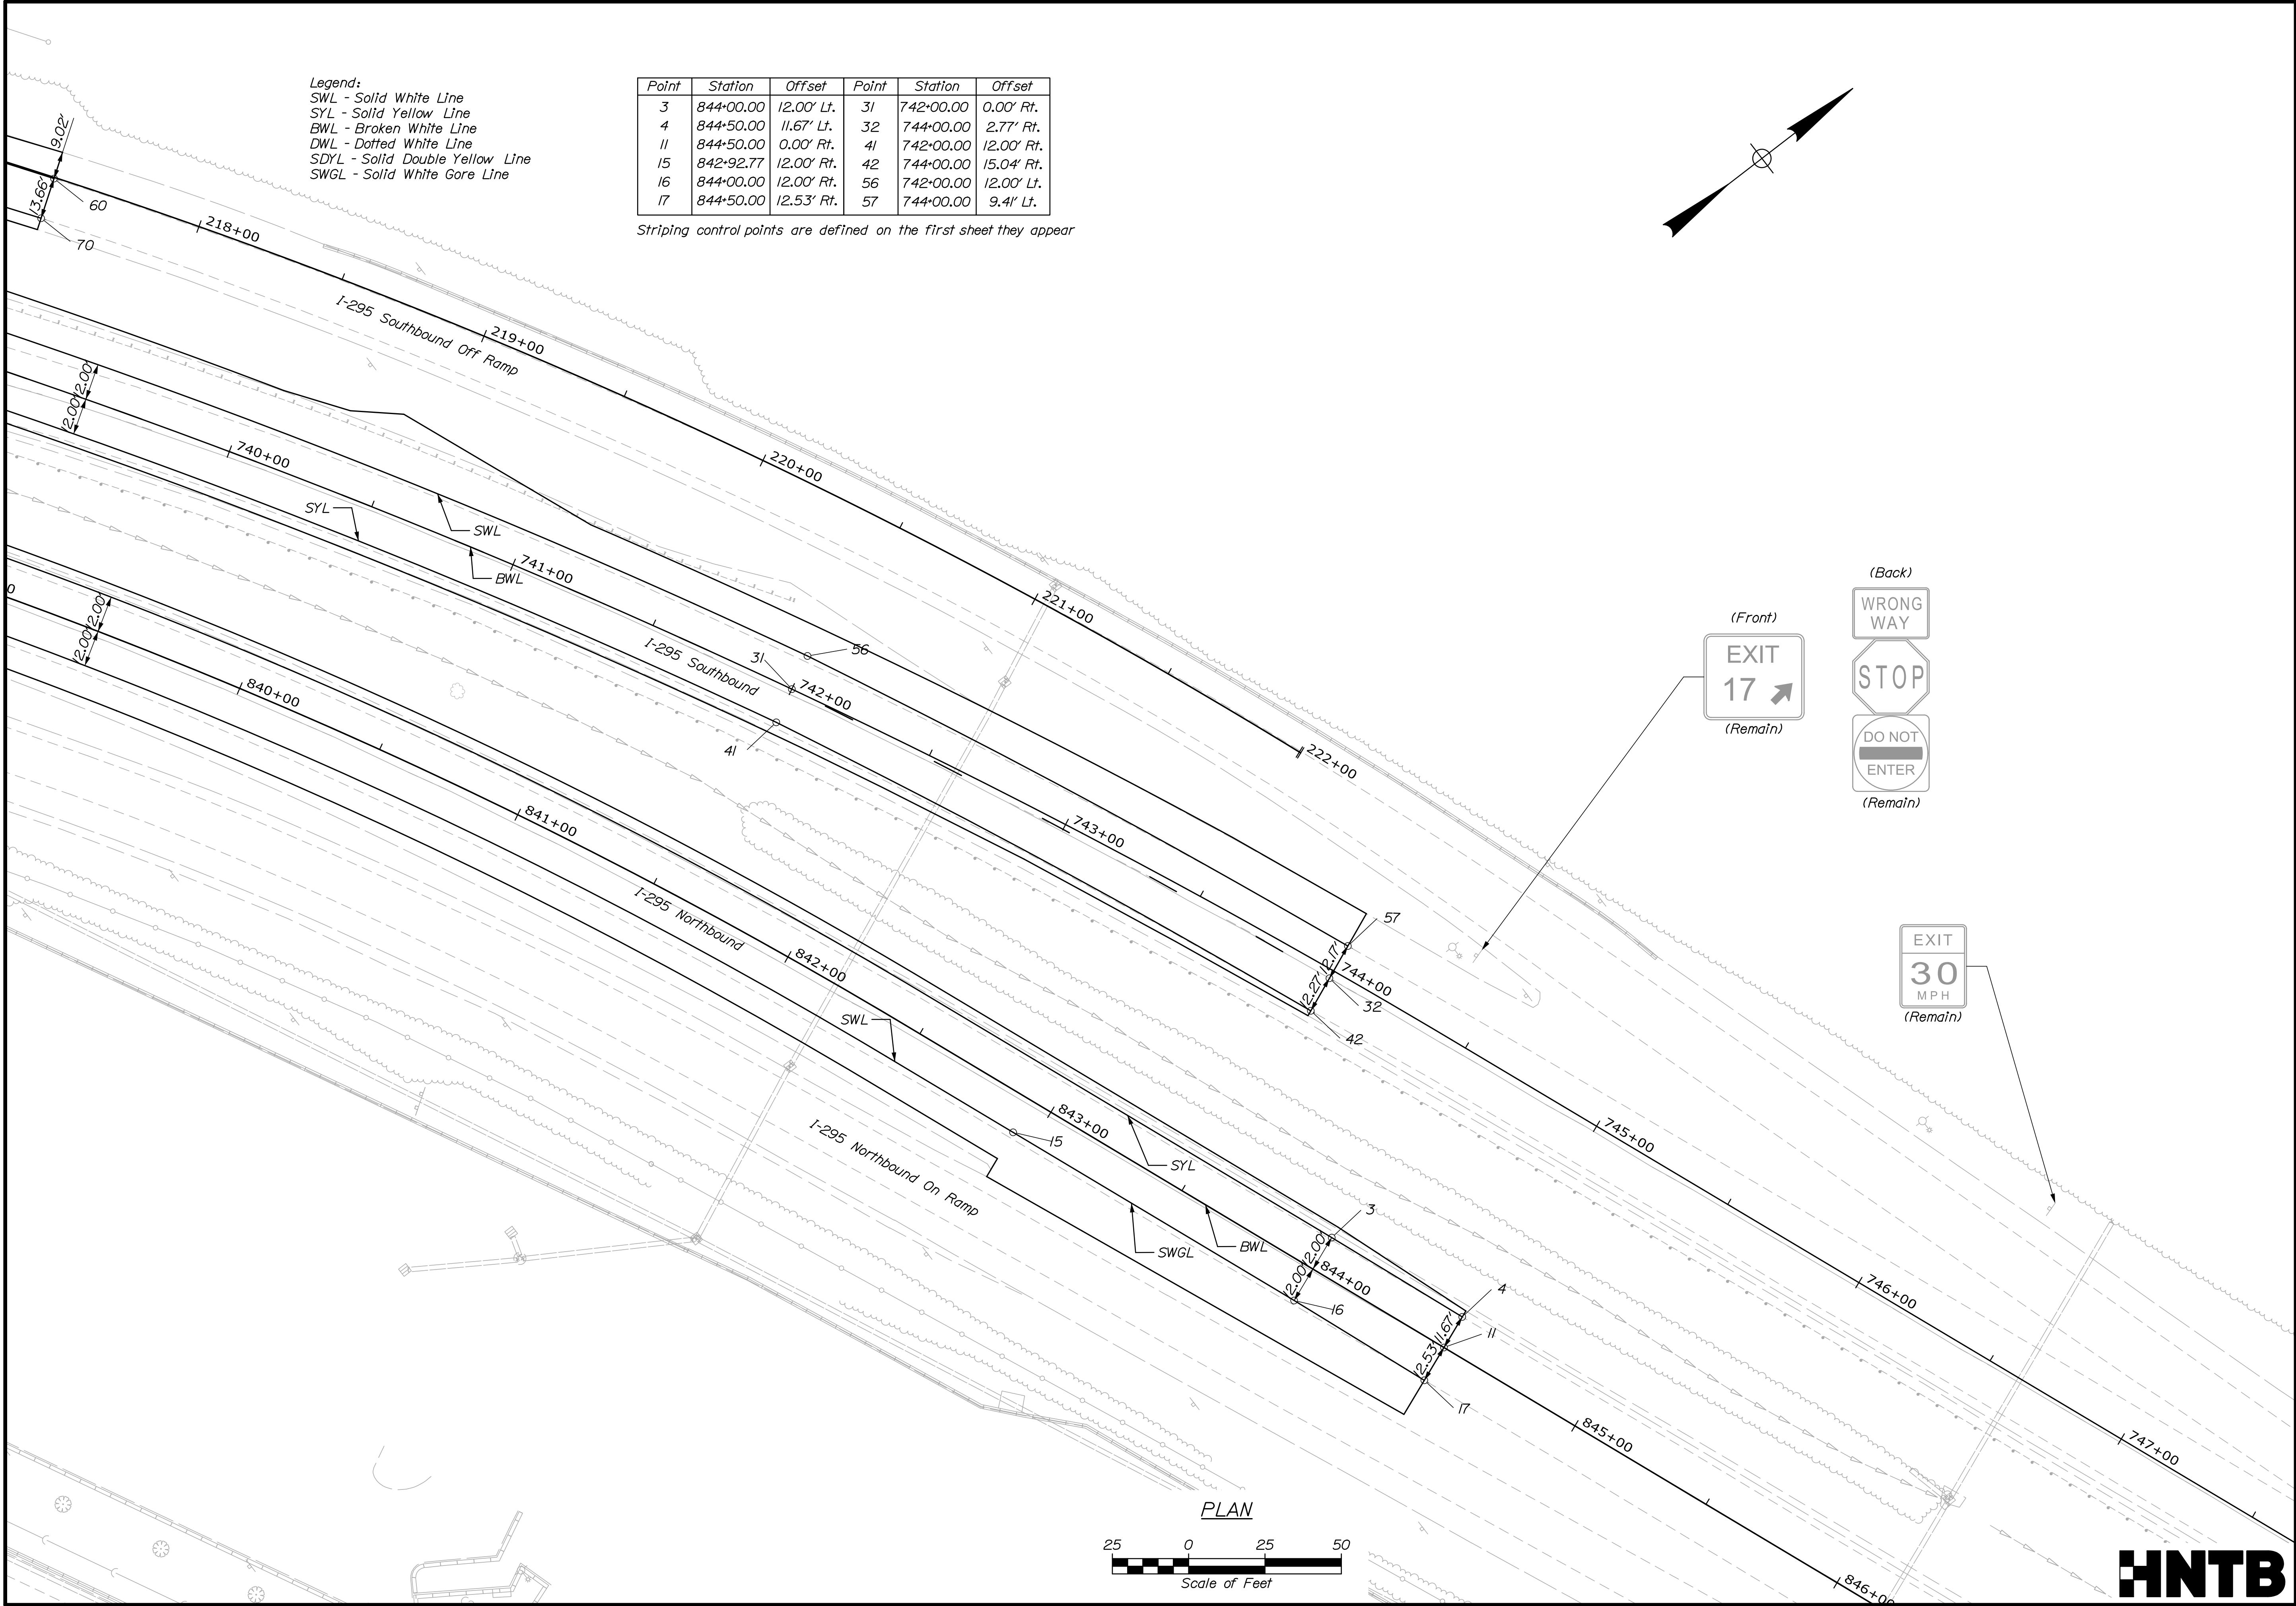 Legend:
SWL - Solid White Line
SYL - Solid Yellow Line
BWL - Broken White Line
DWL - Dotted White Line
SDYL - Solid Double Yellow Line
SWGL - Solid White Gore Line
Point Station Offset Point Station Offset
3 844+00.00 12.00' Lt. 31 742+00.00 0.00' Rt.
4 844+50.00 11.67' Lt. 32 744+00.00 2.77' Rt.
11 844+50.00 0.00' Rt. 41 742+00.00 12.00' Rt.
15 842+92.77 12.00' Rt. 42 744+00.00 15.04' Rt.
16 844+00.00 12.00' Rt. 56 742+00.00 12.00' Lt.
17 844+50.00 12.53' Rt. 57 744+00.00 9.41' Lt.
Striping control points are defined on the first sheet they appear
9.02'
13.66'
60
70
218+00
219+00
220+00
221+00
222+00
I-295 Southbound Off Ramp
12.00'
12.00'
740+00
741+00
742+00
743+00
744+00
745+00
746+00
747+00
SYL
SWL
BWL
I-295 Southbound
31
56
41
57
12.17'
12.27'
32
42
0
12.00'
12.00'
840+00
841+00
842+00
843+00
844+00
845+00
846+00
I-295 Northbound
SWL
15
SYL
I-295 Northbound On Ramp
SWGL
BWL
3
12.00'
12.00'
16
4
11.67'
11
12.53'
17
(Front)
EXIT
17
(Remain)
(Back)
WRONG
WAY
STOP
DO NOT
ENTER
(Remain)
EXIT
30
MPH
(Remain)
PLAN
25 0 25 50
Scale of Feet
HNTB